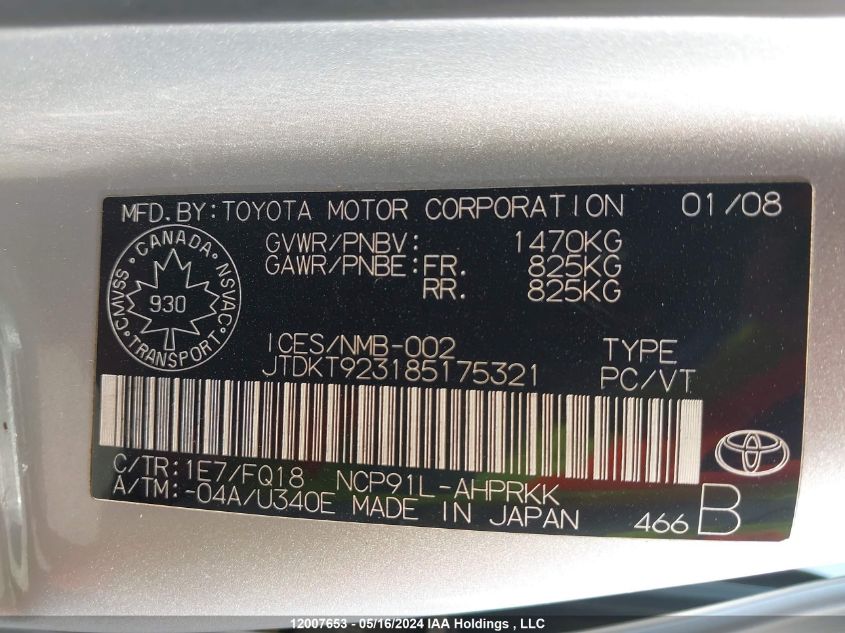 MFD. BY: TOYOTA MOTOR CORPORATION 01/08
CANADA
CMVSS NSVAC
930
TRANSPORT
GVWR/PNBV: 1470KG
GAWR/PNBE: FR. 825KG
RR. 825KG
ICES/NMB-002 TYPE
JTDKT923185175321 PC/VT
C/TR: 1E7/FQ18 NCP91L-AHPRKK
A/TM: -04A/U340E MADE IN JAPAN
466 B
12007653 - 05/16/2024 IAA Holdings , LLC